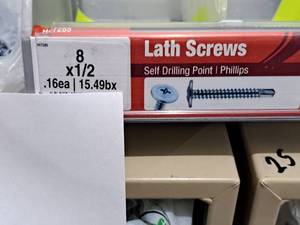 8
x1/2
.16ea | 15.49bx
Lath Screws
Self Drilling Point | Phillips
25